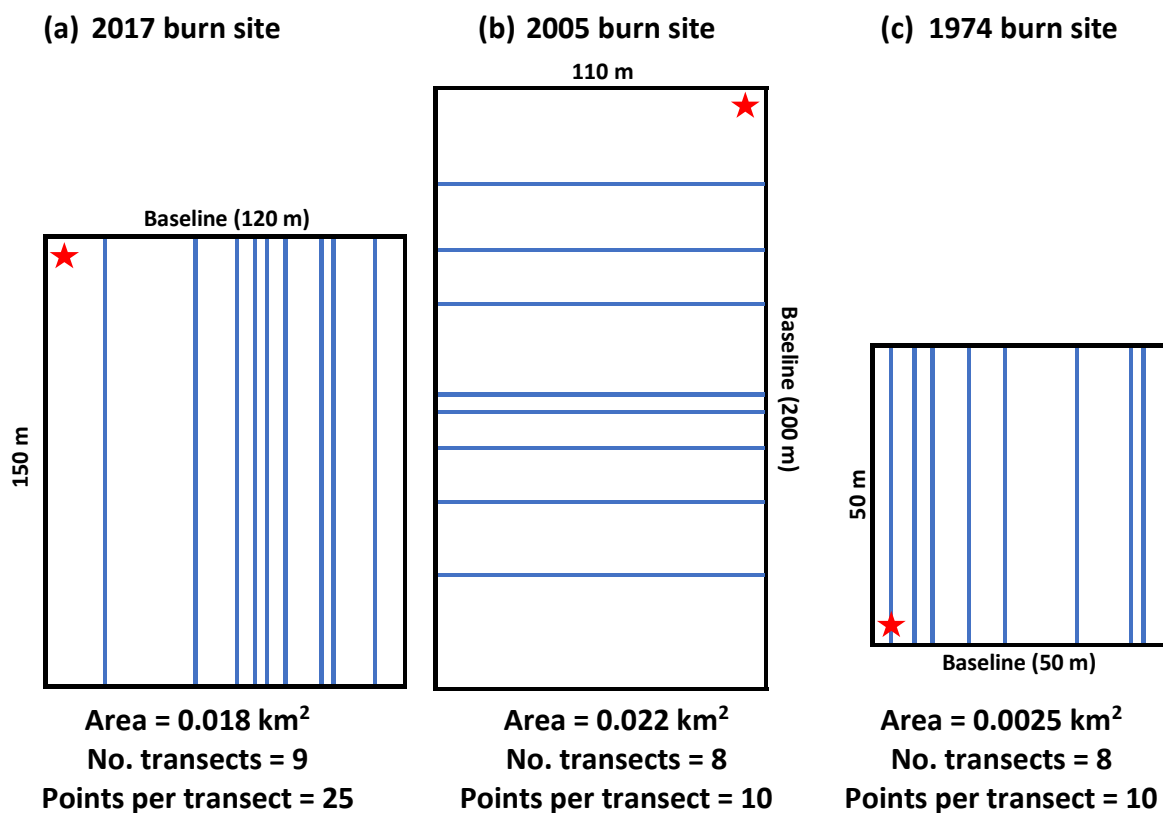 (a) 2017 burn site
Baseline (120 m)
150 m
Area = 0.018 km²
No. transects = 9
Points per transect = 25
(b) 2005 burn site
110 m
Baseline (200 m)
Area = 0.022 km²
No. transects = 8
Points per transect = 10
(c) 1974 burn site
50 m
Baseline (50 m)
Area = 0.0025 km²
No. transects = 8
Points per transect = 10